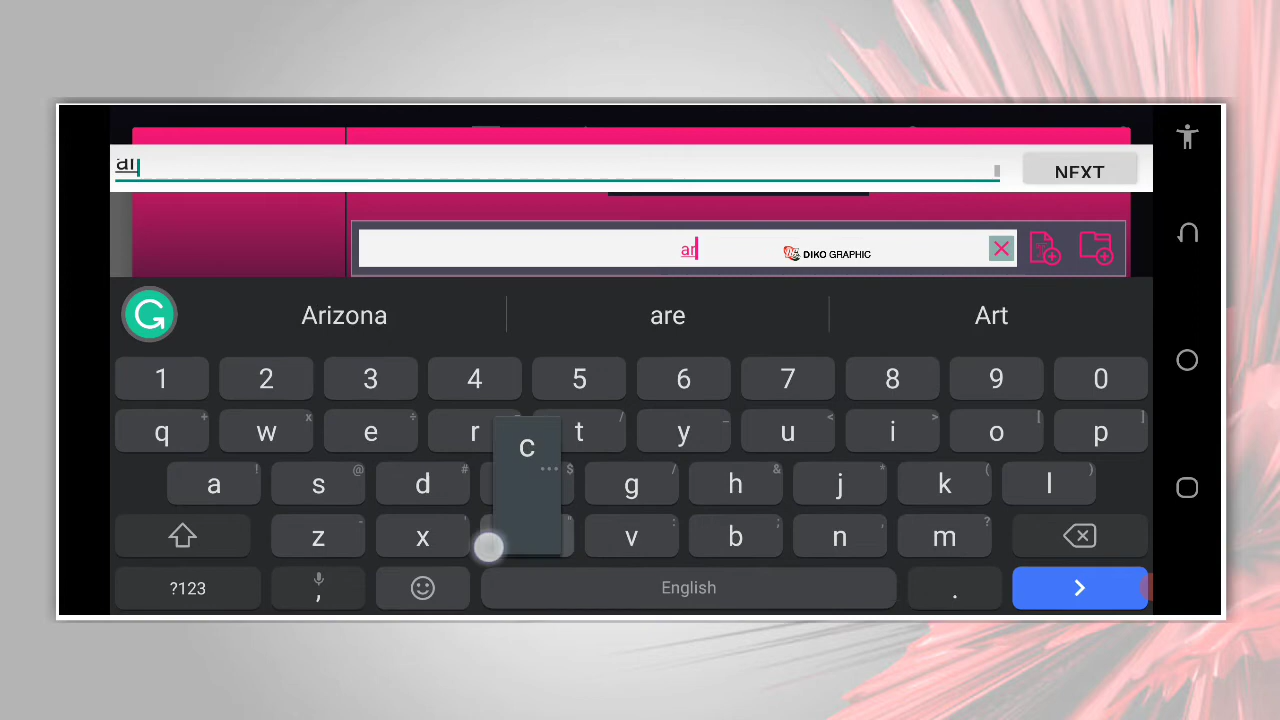 ar
NEXT
ar
DIKO GRAPHIC
Arizona are Art
1 2 3 4 5 6 7 8 9 0
q + w x e ÷ r t / y _ u < i > o [ p ]
c
a ! s @ d # $ g / h & j * k ( l )
z - x ' " v : b ; n , m ?
?123 , English .